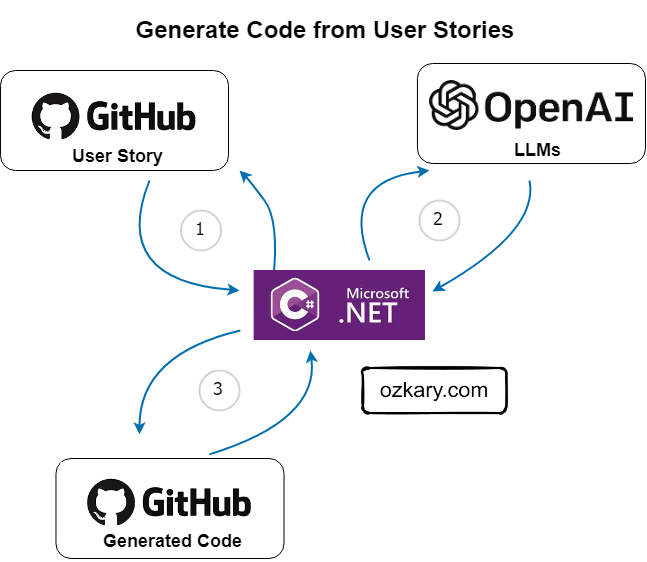 Generate Code from User Stories
GitHub
User Story
OpenAI
LLMs
1
2
C#
Microsoft
.NET
3
ozkary.com
GitHub
Generated Code